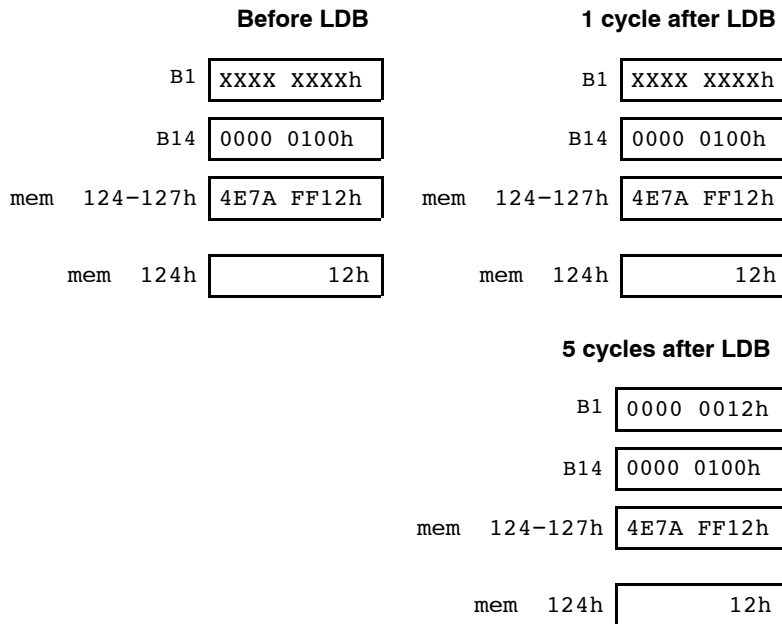 Before LDB 1 cycle after LDB
B1 XXXX XXXXh B1 XXXX XXXXh
B14 0000 0100h B14 0000 0100h
mem 124−127h 4E7A FF12h mem 124−127h 4E7A FF12h
mem 124h 12h mem 124h 12h
5 cycles after LDB
B1 0000 0012h
B14 0000 0100h
mem 124−127h 4E7A FF12h
mem 124h 12h